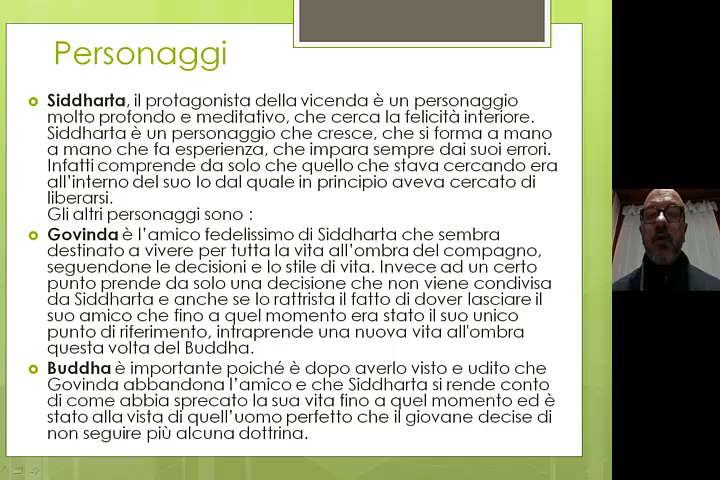 Personaggi
Siddharta, il protagonista della vicenda è un personaggio
molto profondo e meditativo, che cerca la felicità interiore.
Siddharta è un personaggio che cresce, che si forma a mano
a mano che fa esperienza, che impara sempre dai suoi errori.
Infatti comprende da solo che quello che stava cercando era
all'interno del suo Io dal quale in principio aveva cercato di
liberarsi.
Gli altri personaggi sono :
Govinda è l'amico fedelissimo di Siddharta che sembra
destinato a vivere per tutta la vita all'ombra del compagno,
seguendone le decisioni e lo stile di vita. Invece ad un certo
punto prende da solo una decisione che non viene condivisa
da Siddharta e anche se lo rattrista il fatto di dover lasciare il
suo amico che fino a quel momento era stato il suo unico
punto di riferimento, intraprende una nuova vita all'ombra
questa volta del Buddha.
Buddha è importante poiché è dopo averlo visto e udito che
Govinda abbandona l'amico e che Siddharta si rende conto
di come abbia sprecato la sua vita fino a quel momento ed è
stato alla vista di quell'uomo perfetto che il giovane decise di
non seguire più alcuna dottrina.